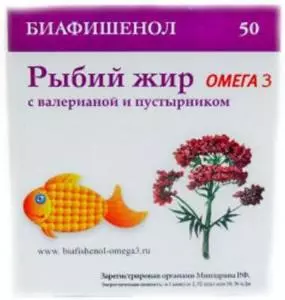 БИАФИШЕНОЛ 50
Рыбий жир ОМЕГА 3
с валерианой и пустырником
www.biafishenol-omega3.ru
Зарегистрирован органами Минздрава РФ.